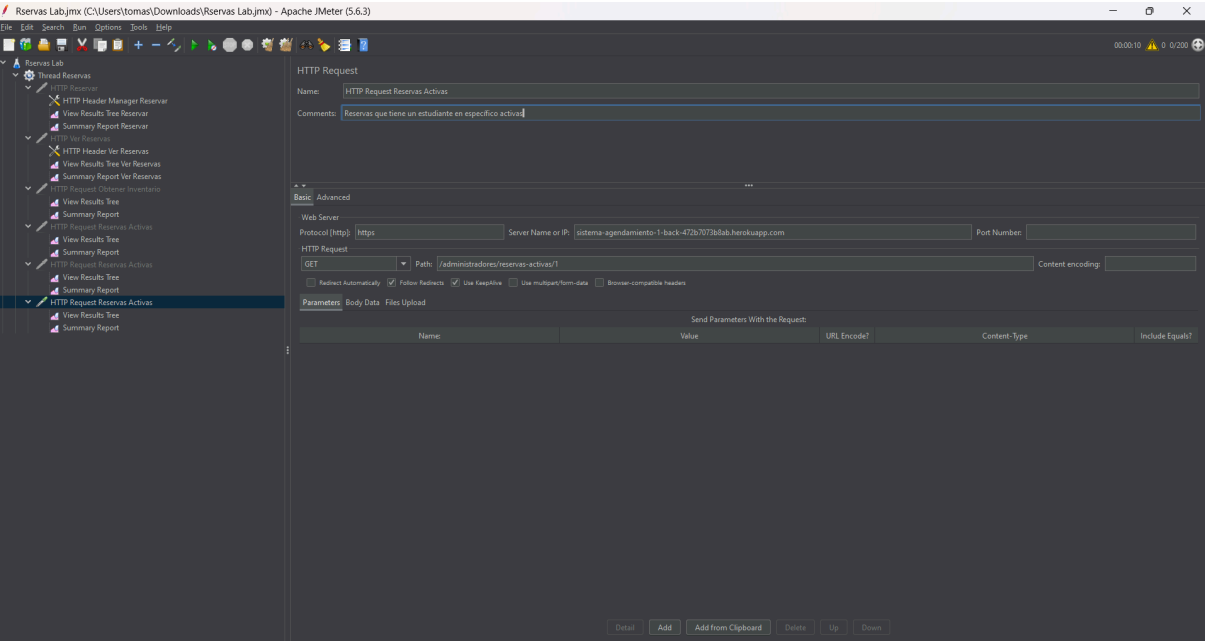 Rservas Lab.jmx (C:\Users\tomas\Downloads\Rservas Lab.jmx) - Apache JMeter (5.6.3)
File Edit Search Run Options Tools Help
00:00:10 0 0/200
Rservas Lab
Thread Reservas
HTTP Reservar
HTTP Header Manager Reservar
View Results Tree Reservar
Summary Report Reservar
HTTP Ver Reservas
HTTP Header Ver Reservas
View Results Tree Ver Reservas
Summary Report Ver Reservas
HTTP Request Obtener Inventario
View Results Tree
Summary Report
HTTP Request Reservas Activas
View Results Tree
Summary Report
HTTP Request Reservas Activas
View Results Tree
Summary Report
HTTP Request Reservas Activas
View Results Tree
Summary Report
HTTP Request
Name: HTTP Request Reservas Activas
Comments: Reservas que tiene un estudiante en específico activas
Basic Advanced
Web Server
Protocol [http]: https Server Name or IP: sistema-agendamiento-1-back-472b7073b8ab.herokuapp.com Port Number:
HTTP Request
GET Path: /administradores/reservas-activas/1 Content encoding:
Redirect Automatically Follow Redirects Use KeepAlive Use multipart/form-data Browser-compatible headers
Parameters Body Data Files Upload
Send Parameters With the Request:
Name: Value URL Encode? Content-Type Include Equals?
Detail Add Add from Clipboard Delete Up Down